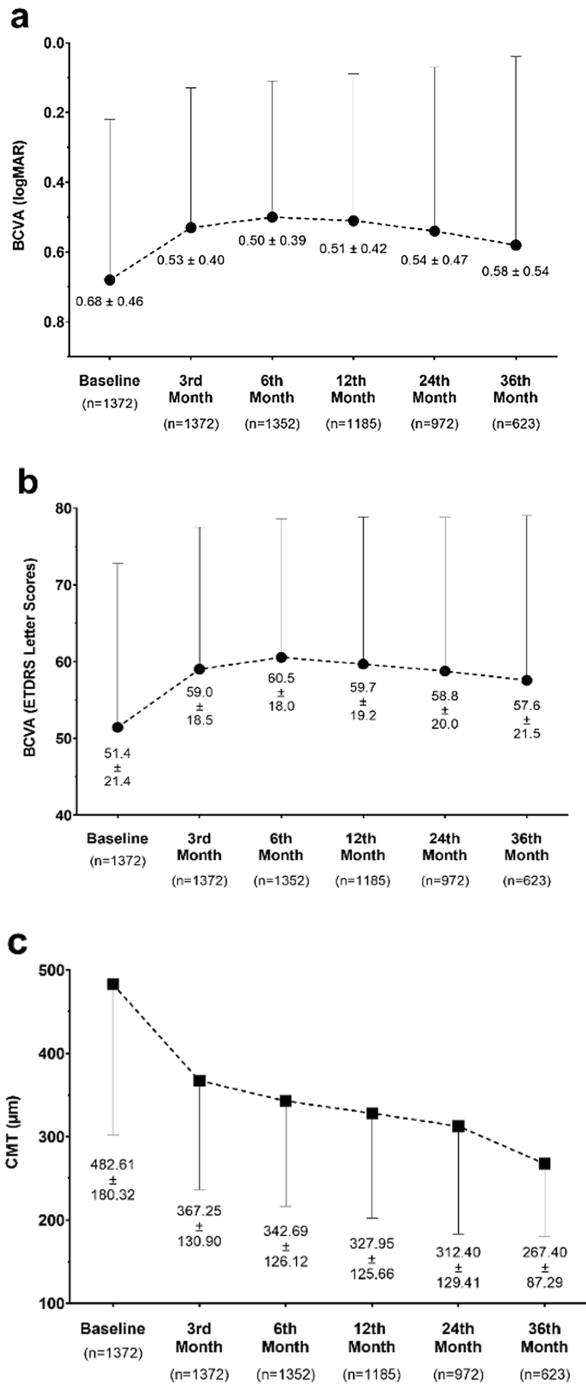 a
0.0
0.2
0.4
0.6
0.8
BCVA (logMAR)
0.68 ± 0.46
0.53 ± 0.40
0.50 ± 0.39
0.51 ± 0.42
0.54 ± 0.47
0.58 ± 0.54
Baseline
(n=1372)
3rd
Month
(n=1372)
6th
Month
(n=1352)
12th
Month
(n=1185)
24th
Month
(n=972)
36th
Month
(n=623)
b
80
70
60
50
40
BCVA (ETDRS Letter Scores)
51.4
±
21.4
59.0
±
18.5
60.5
±
18.0
59.7
±
19.2
58.8
±
20.0
57.6
±
21.5
Baseline
(n=1372)
3rd
Month
(n=1372)
6th
Month
(n=1352)
12th
Month
(n=1185)
24th
Month
(n=972)
36th
Month
(n=623)
c
500
400
300
200
100
CMT (µm)
482.61
±
180.32
367.25
±
130.90
342.69
±
126.12
327.95
±
125.66
312.40
±
129.41
267.40
±
87.29
Baseline
(n=1372)
3rd
Month
(n=1372)
6th
Month
(n=1352)
12th
Month
(n=1185)
24th
Month
(n=972)
36th
Month
(n=623)